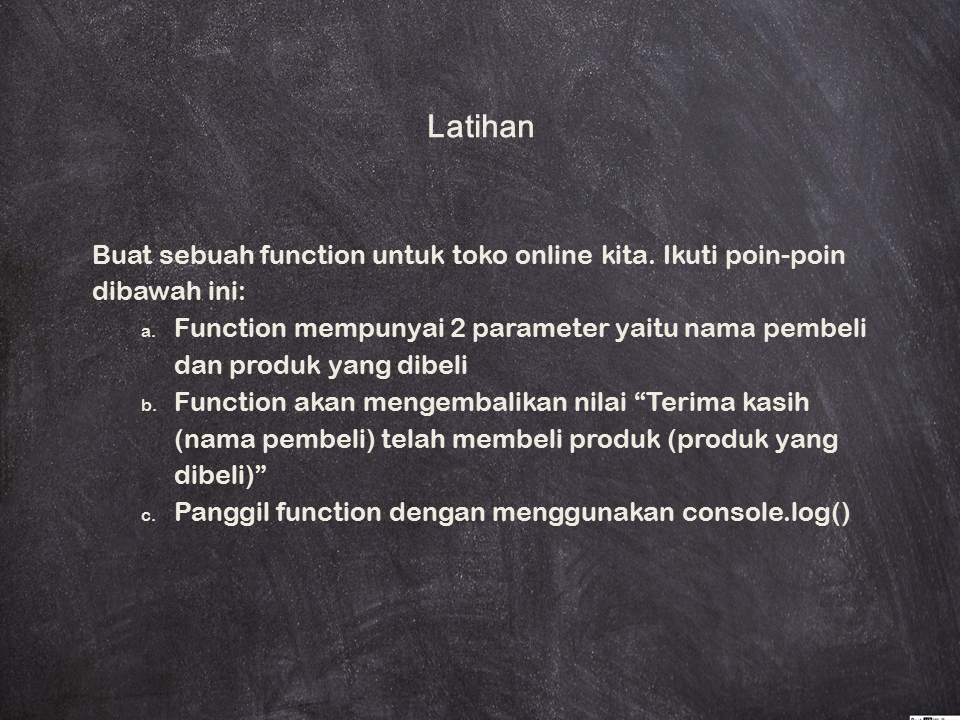 Latihan
Buat sebuah function untuk toko online kita. Ikuti poin-poin
dibawah ini:
a. Function mempunyai 2 parameter yaitu nama pembeli
dan produk yang dibeli
b. Function akan mengembalikan nilai “Terima kasih
(nama pembeli) telah membeli produk (produk yang
dibeli)”
c. Panggil function dengan menggunakan console.log()